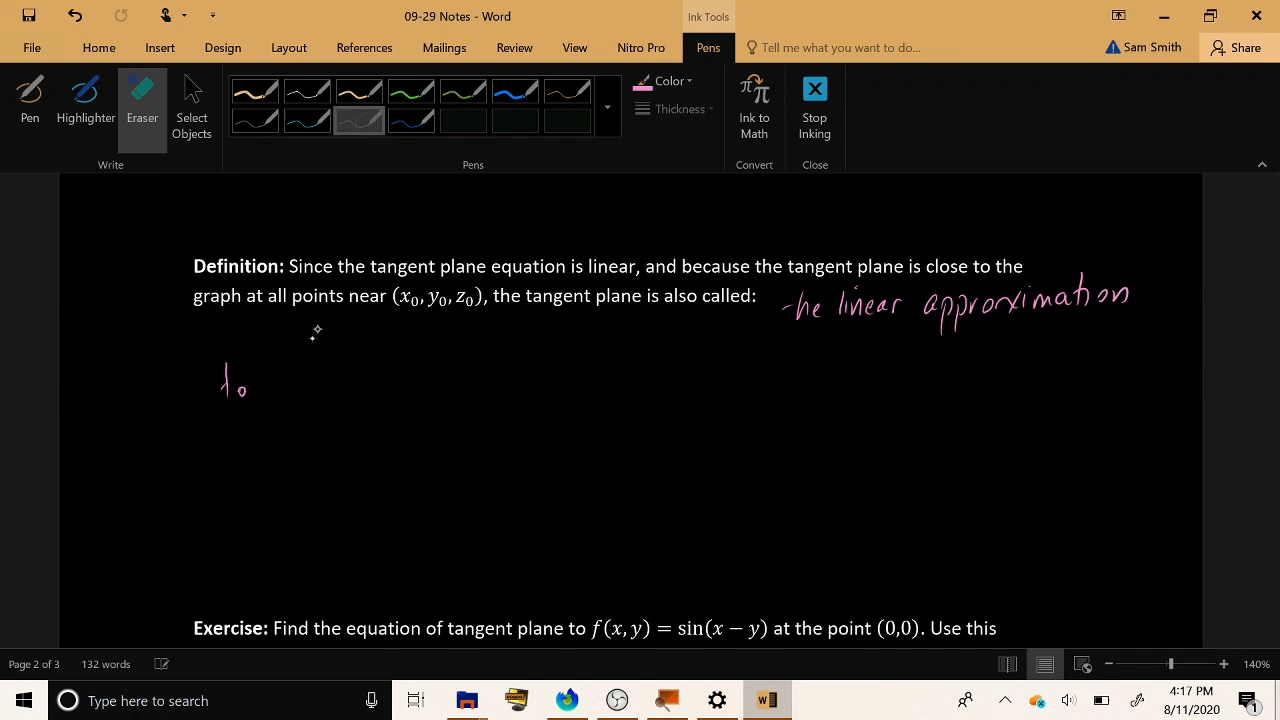 09-29 Notes - Word
Ink Tools
File Home Insert Design Layout References Mailings Review View Nitro Pro Pens Tell me what you want to do... Sam Smith Share
Pen Highlighter Eraser Select Objects Color Thickness Ink to Math Stop Inking
Write Pens Convert Close
Definition: Since the tangent plane equation is linear, and because the tangent plane is close to the
graph at all points near (x₀, y₀, z₀), the tangent plane is also called: -he linear approximation
to
Exercise: Find the equation of tangent plane to f(x, y) = sin(x − y) at the point (0,0). Use this
Page 2 of 3 132 words 140%
Type here to search
4:17 PM
8/11/2020
1